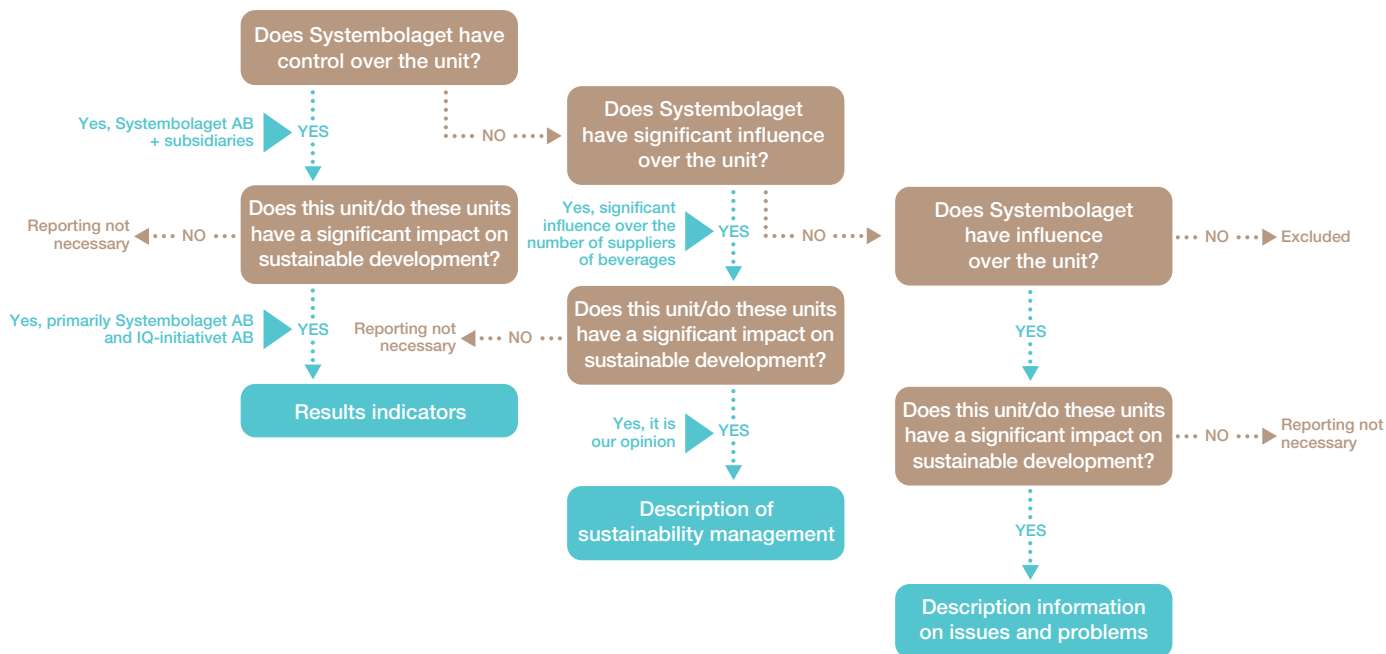 Does Systembolaget have
control over the unit?
Yes, Systembolaget AB
+ subsidiaries
YES
NO
Does Systembolaget
have significant influence
over the unit?
Does this unit/do these units
have a significant impact on
sustainable development?
Reporting not
necessary
NO
Yes, significant
influence over the
number of suppliers
of beverages
YES
NO
Does Systembolaget
have influence
over the unit?
NO
Excluded
Yes, primarily Systembolaget AB
and IQ-initiativet AB
YES
Reporting not
necessary
NO
Does this unit/do these units
have a significant impact on
sustainable development?
YES
Results indicators
Yes, it is
our opinion
YES
Does this unit/do these units
have a significant impact on
sustainable development?
NO
Reporting not
necessary
Description of
sustainability management
YES
Description information
on issues and problems